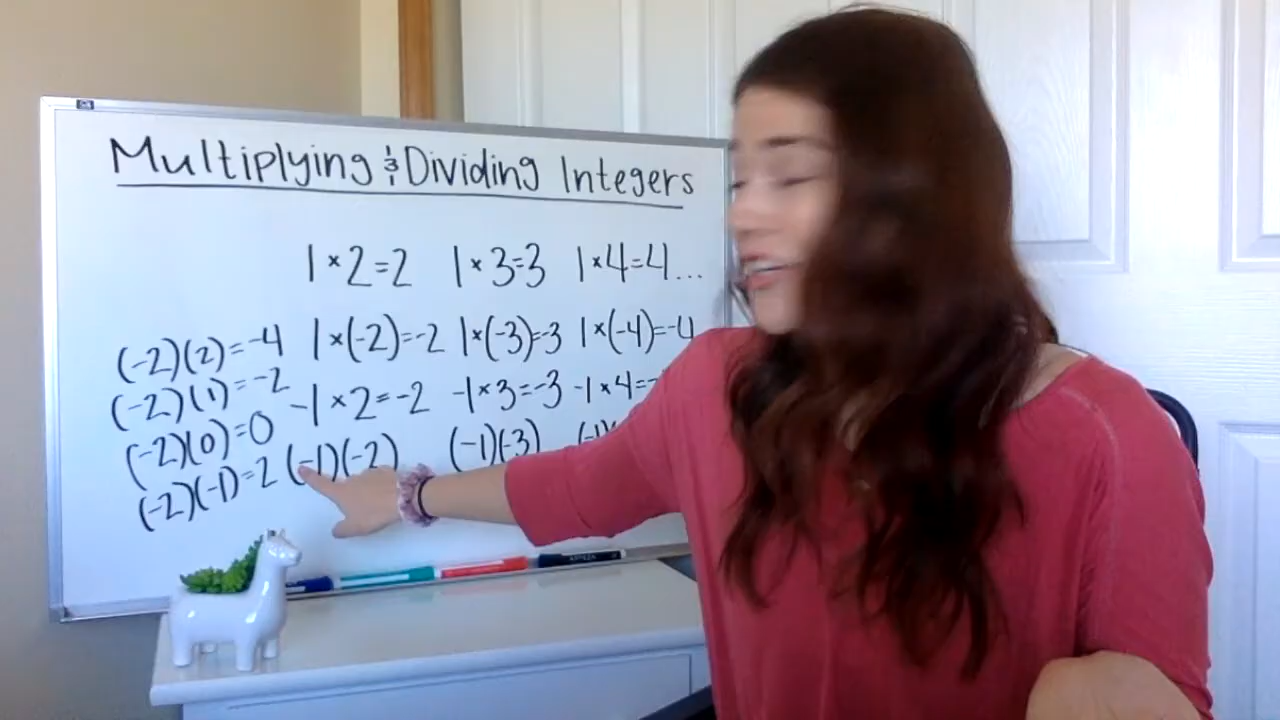 Multiplying & Dividing Integers
1×2=2 1×3=3 1×4=4...
(-2)(2)=-4 1×(-2)=-2 1×(-3)=-3 1×(-4)=-4
(-2)(1)=-2 -1×2=-2 -1×3=-3 -1×4=-
(-2)(0)=0
(-2)(-1)=2 (-1)(-2) (-1)(-3)